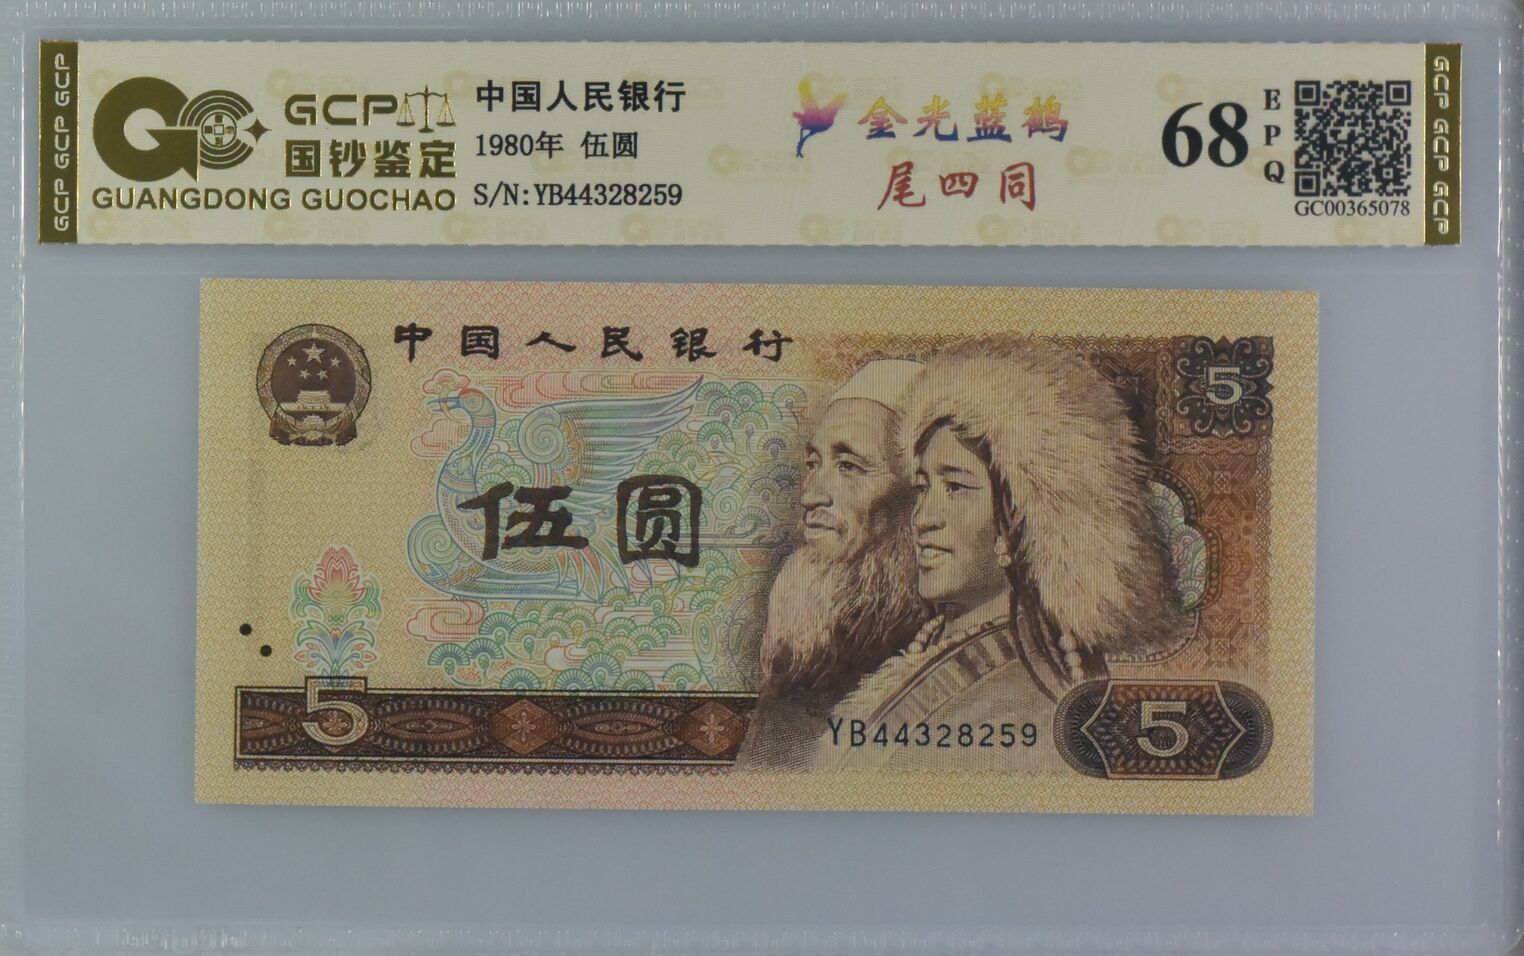 GCP GCP GCP
GCP
国钞鉴定
GUANGDONG GUOCHAO
中国人民银行
1980年 伍圆
S/N:YB44328259
金光蓝鹤
尾四同
68
EPQ
GC00365078
GCP GCP GCP
中国人民银行
5
伍圆
5
YB44328259
5